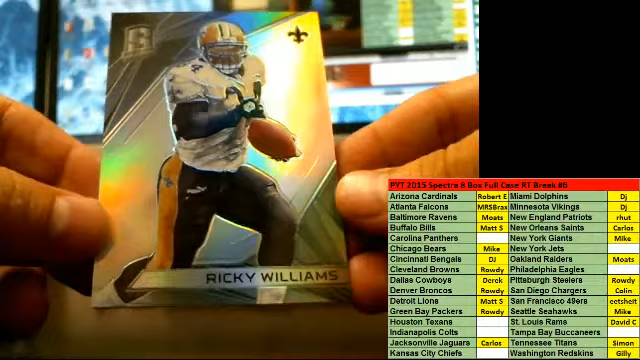 RICKY WILLIAMS
PYT 2015 Spectra 8 Box Full Case RT Break #6
Arizona Cardinals Robert E Miami Dolphins Dj
Atlanta Falcons MRSBrax Minnesota Vikings Dj
Baltimore Ravens Moats New England Patriots rhut
Buffalo Bills Matt S New Orleans Saints Carlos
Carolina Panthers New York Giants Mike
Chicago Bears Mike New York Jets
Cincinnati Bengals DJ Oakland Raiders Moats
Cleveland Browns Rowdy Philadelphia Eagles
Dallas Cowboys Derek Pittsburgh Steelers Rowdy
Denver Broncos Rowdy San Diego Chargers Colin
Detroit Lions Matt S San Francisco 49ers eetsheit
Green Bay Packers Rowdy Seattle Seahawks Mike
Houston Texans St. Louis Rams David C
Indianapolis Colts Tampa Bay Buccaneers
Jacksonville Jaguars Carlos Tennessee Titans Simon
Kansas City Chiefs Washington Redskins Gilly